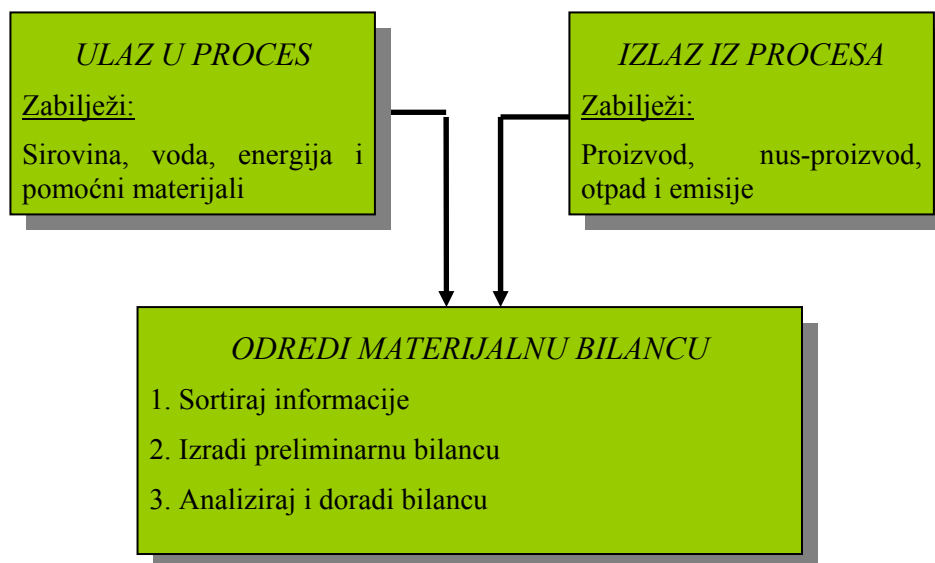 ULAZ U PROCES
Zabilježi:
Sirovina, voda, energija i
pomoćni materijali
IZLAZ IZ PROCESA
Zabilježi:
Proizvod, nus-proizvod,
otpad i emisije
ODREDI MATERIJALNU BILANCU
1. Sortiraj informacije
2. Izradi preliminarnu bilancu
3. Analiziraj i doradi bilancu